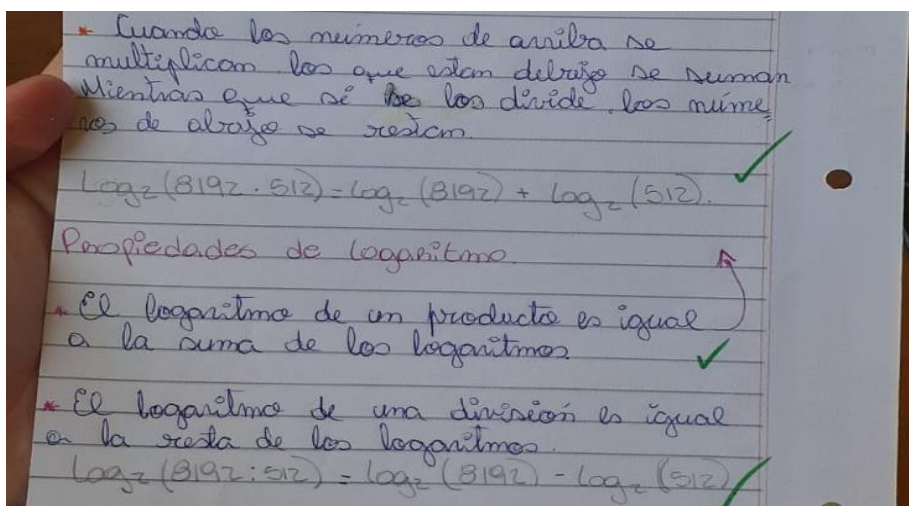 * Cuando los números de arriba se
multiplican los que estan debajo se suman
Mientras que sí se los divide los núme
ros de abajo se restan.
Log₂(8192 . 512) = Log₂ (8192) + Log₂ (512).
Propiedades de logaritmo.
* El logaritmo de un producto es igual
a la suma de los logaritmos
* El logaritmo de una división es igual
a la resta de los logaritmos.
Log₂(8192:512) = log₂ (8192) - log₂ (512)